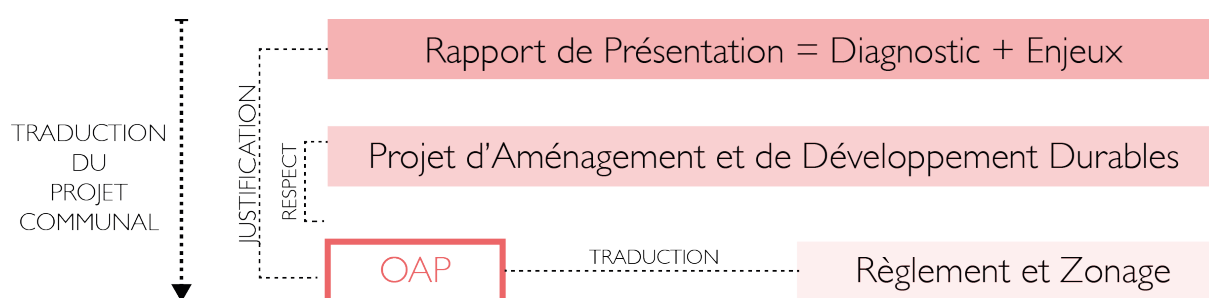 Rapport de Présentation = Diagnostic + Enjeux
TRADUCTION
DU
PROJET
COMMUNAL
JUSTIFICATION
RESPECT
Projet d’Aménagement et de Développement Durables
OAP
TRADUCTION
Règlement et Zonage